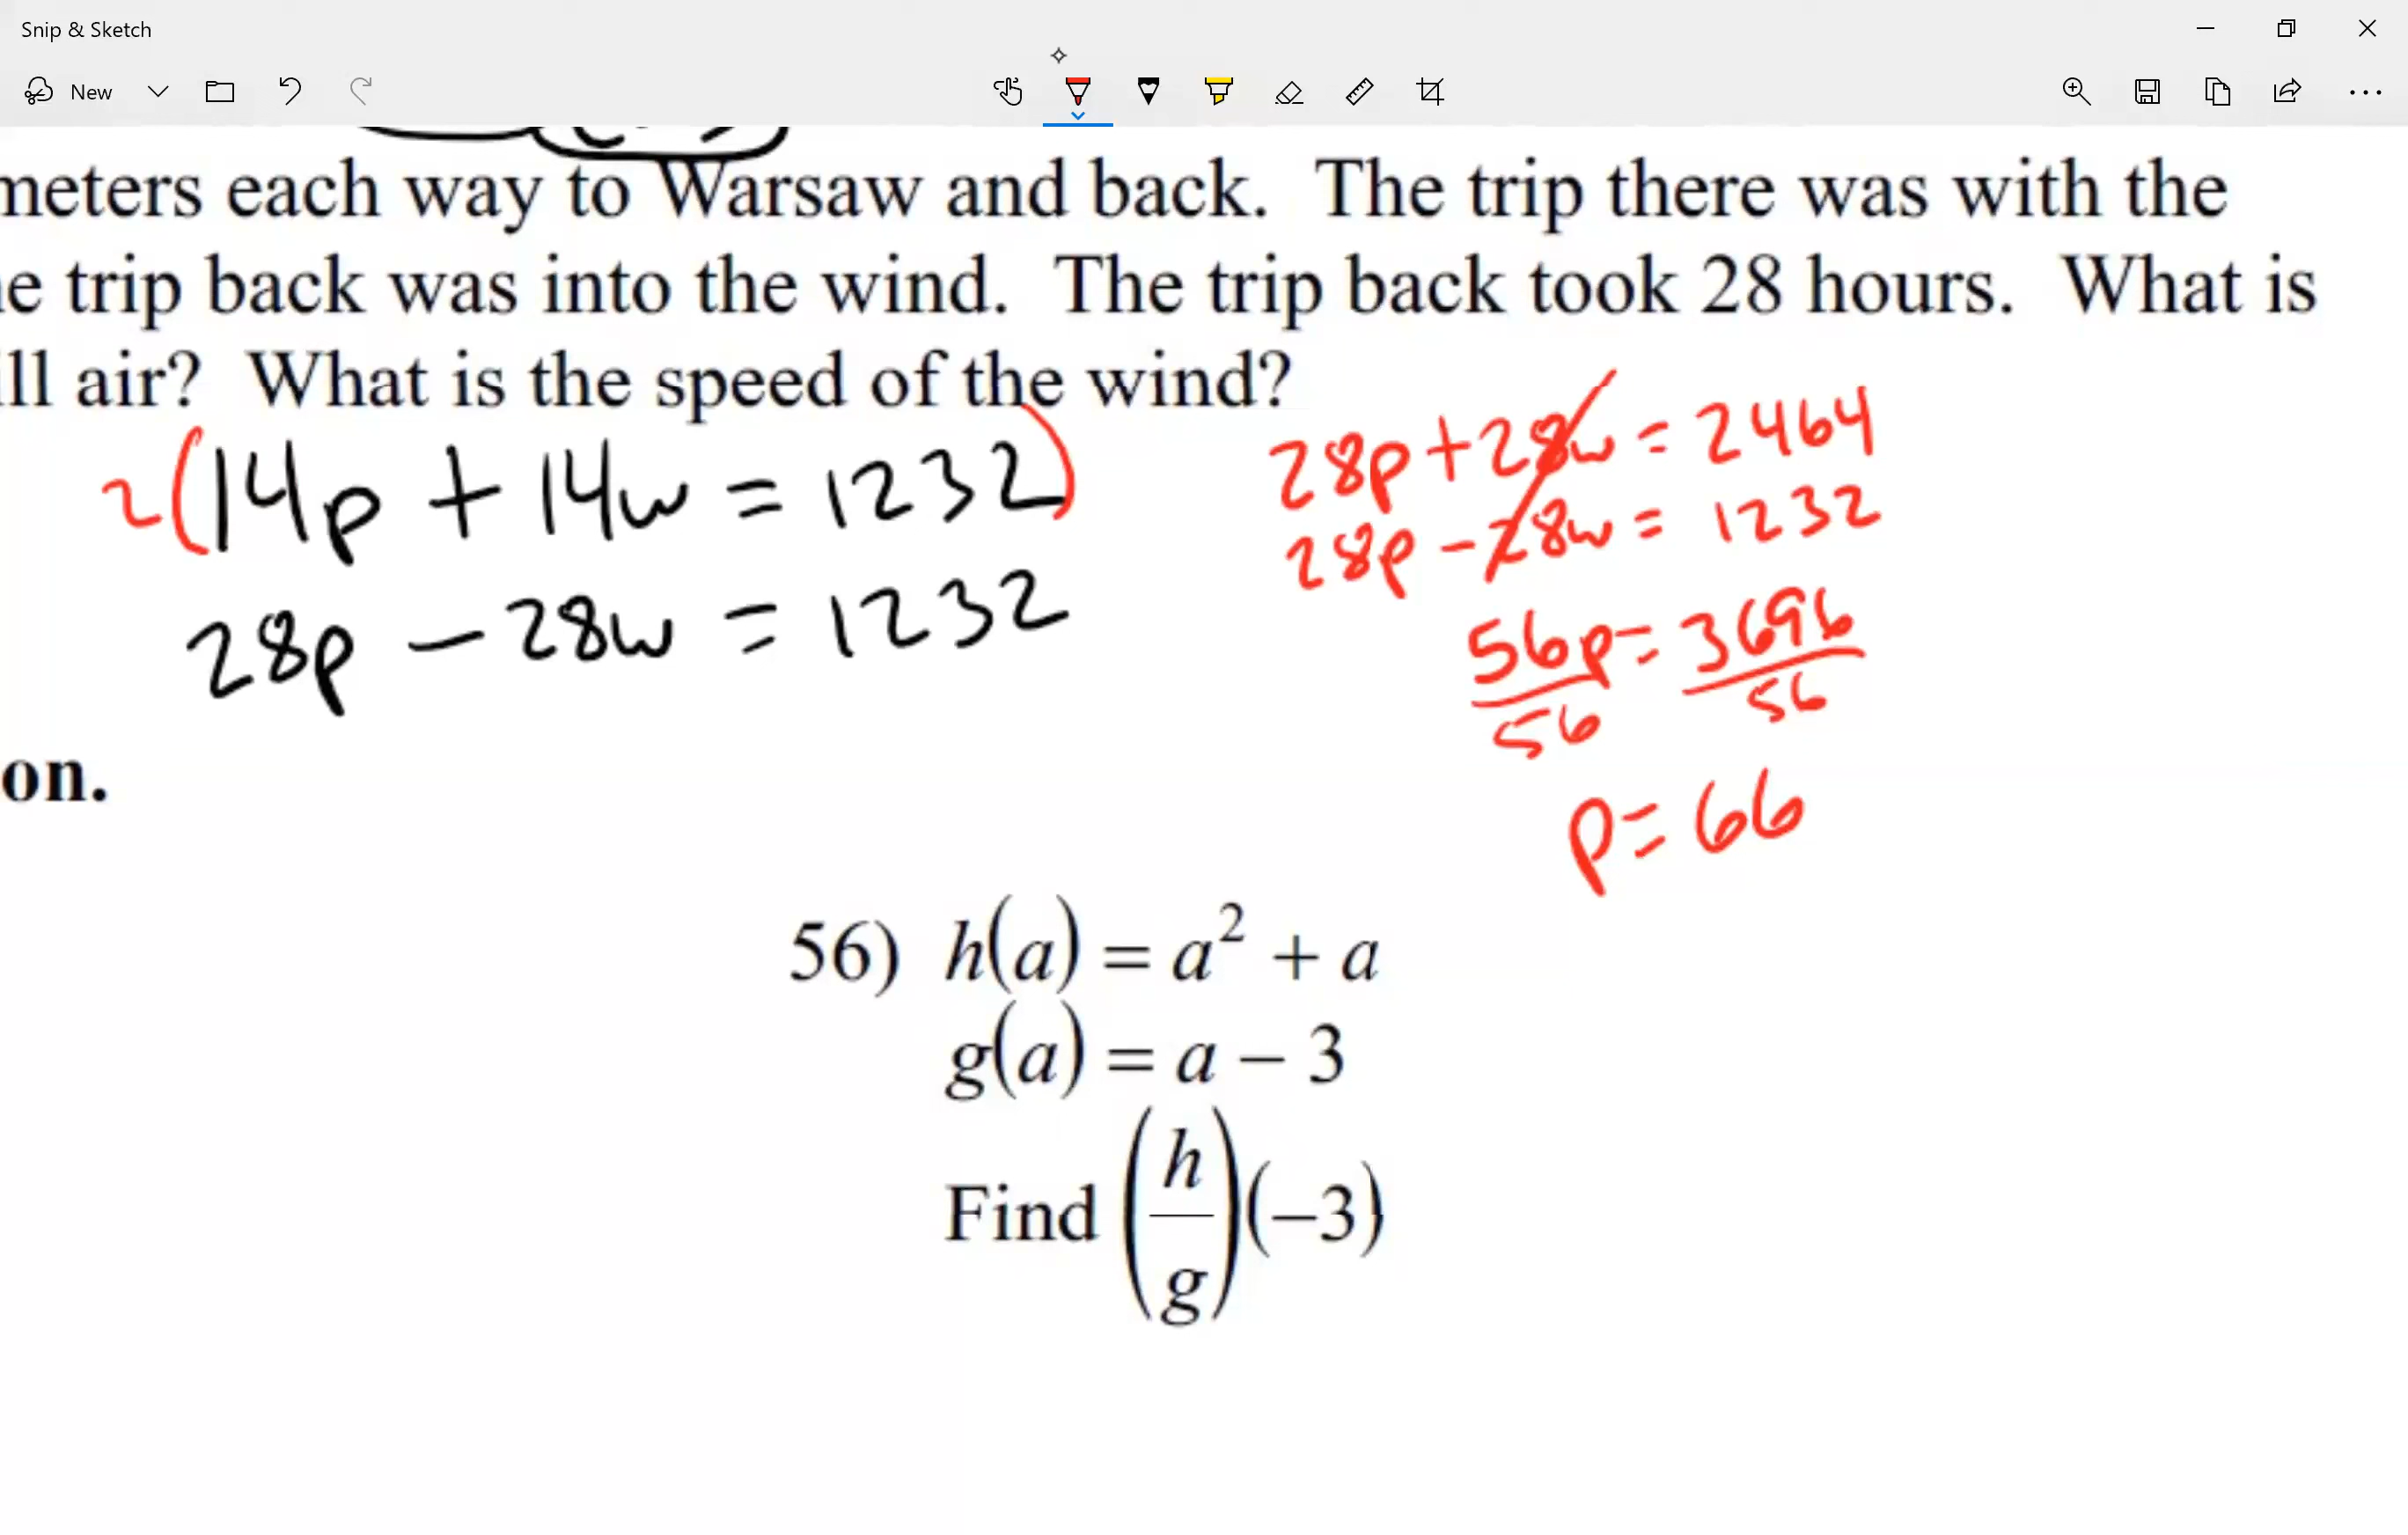 Snip & Sketch
New
meters each way to Warsaw and back. The trip there was with the
e trip back was into the wind. The trip back took 28 hours. What is
ill air? What is the speed of the wind?
2(14p + 14w = 1232)
28p - 28w = 1232
28p + 28w = 2464
28p - 28w = 1232
56p = 3696
56 56
p = 66
on.
56) h(a) = a² + a
g(a) = a − 3
Find (h/g)(−3)